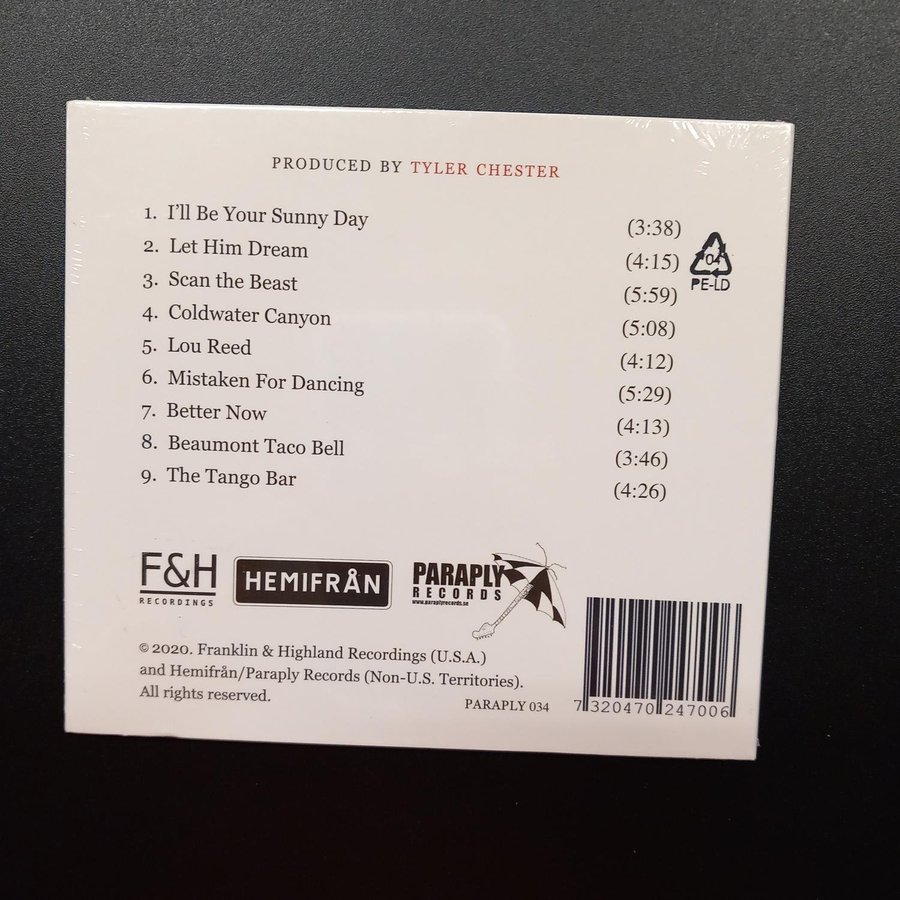 PRODUCED BY TYLER CHESTER
1. I'll Be Your Sunny Day (3:38)
2. Let Him Dream (4:15)
3. Scan the Beast (5:59)
4. Coldwater Canyon (5:08)
5. Lou Reed (4:12)
6. Mistaken For Dancing (5:29)
7. Better Now (4:13)
8. Beaumont Taco Bell (3:46)
9. The Tango Bar (4:26)
04
PE-LD
F&H
RECORDINGS
HEMIFRÅN
PARAPLY
RECORDS
www.paraplyrecords.se
© 2020. Franklin & Highland Recordings (U.S.A.)
and Hemifrån/Paraply Records (Non-U.S. Territories).
All rights reserved.
PARAPLY 034
7 320470 247006